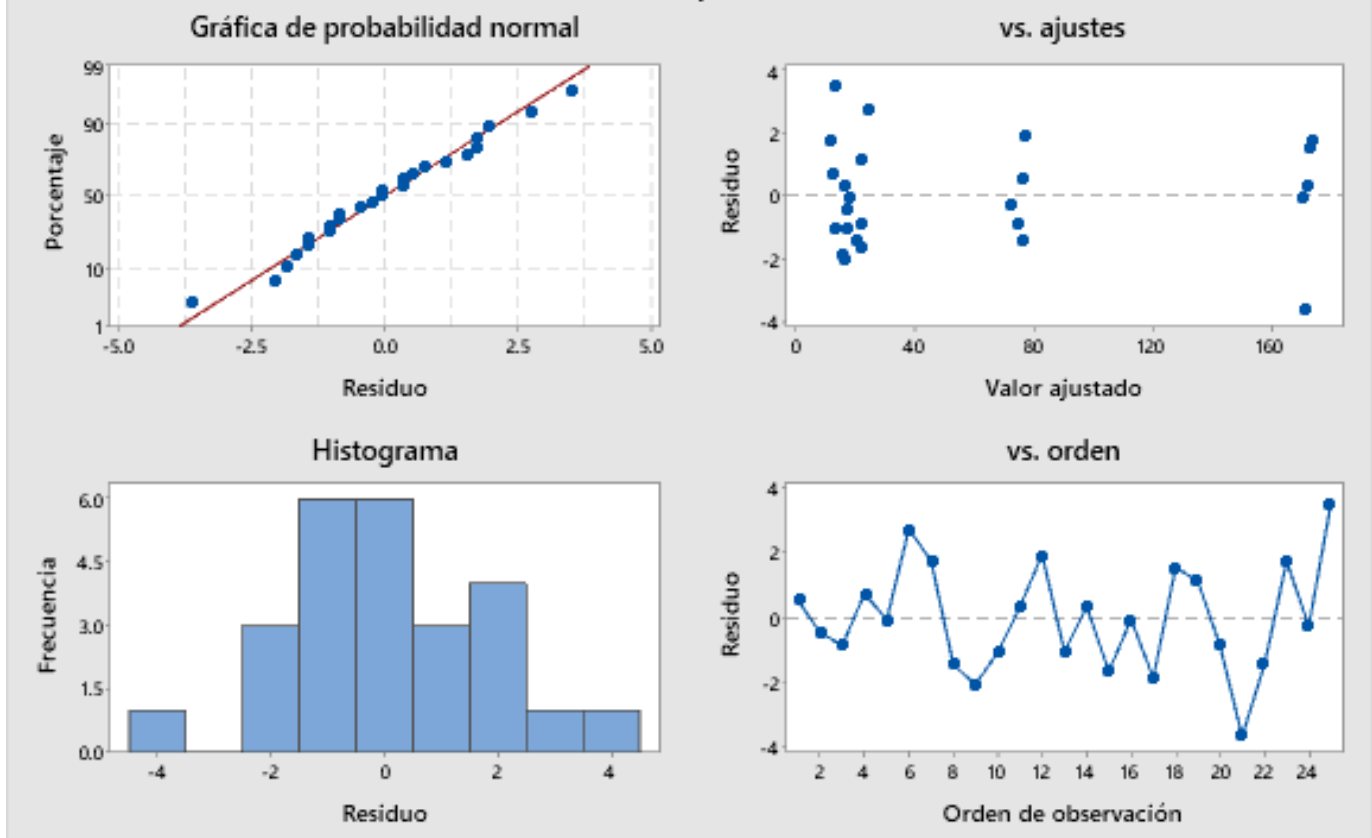 Gráfica de probabilidad normal
99
90
50
10
1
Porcentaje
-5.0 -2.5 0.0 2.5 5.0
Residuo
vs. ajustes
4
2
0
-2
-4
Residuo
0 40 80 120 160
Valor ajustado
Histograma
6.0
4.5
3.0
1.5
0.0
Frecuencia
-4 -2 0 2 4
Residuo
vs. orden
4
2
0
-2
-4
Residuo
2 4 6 8 10 12 14 16 18 20 22 24
Orden de observación